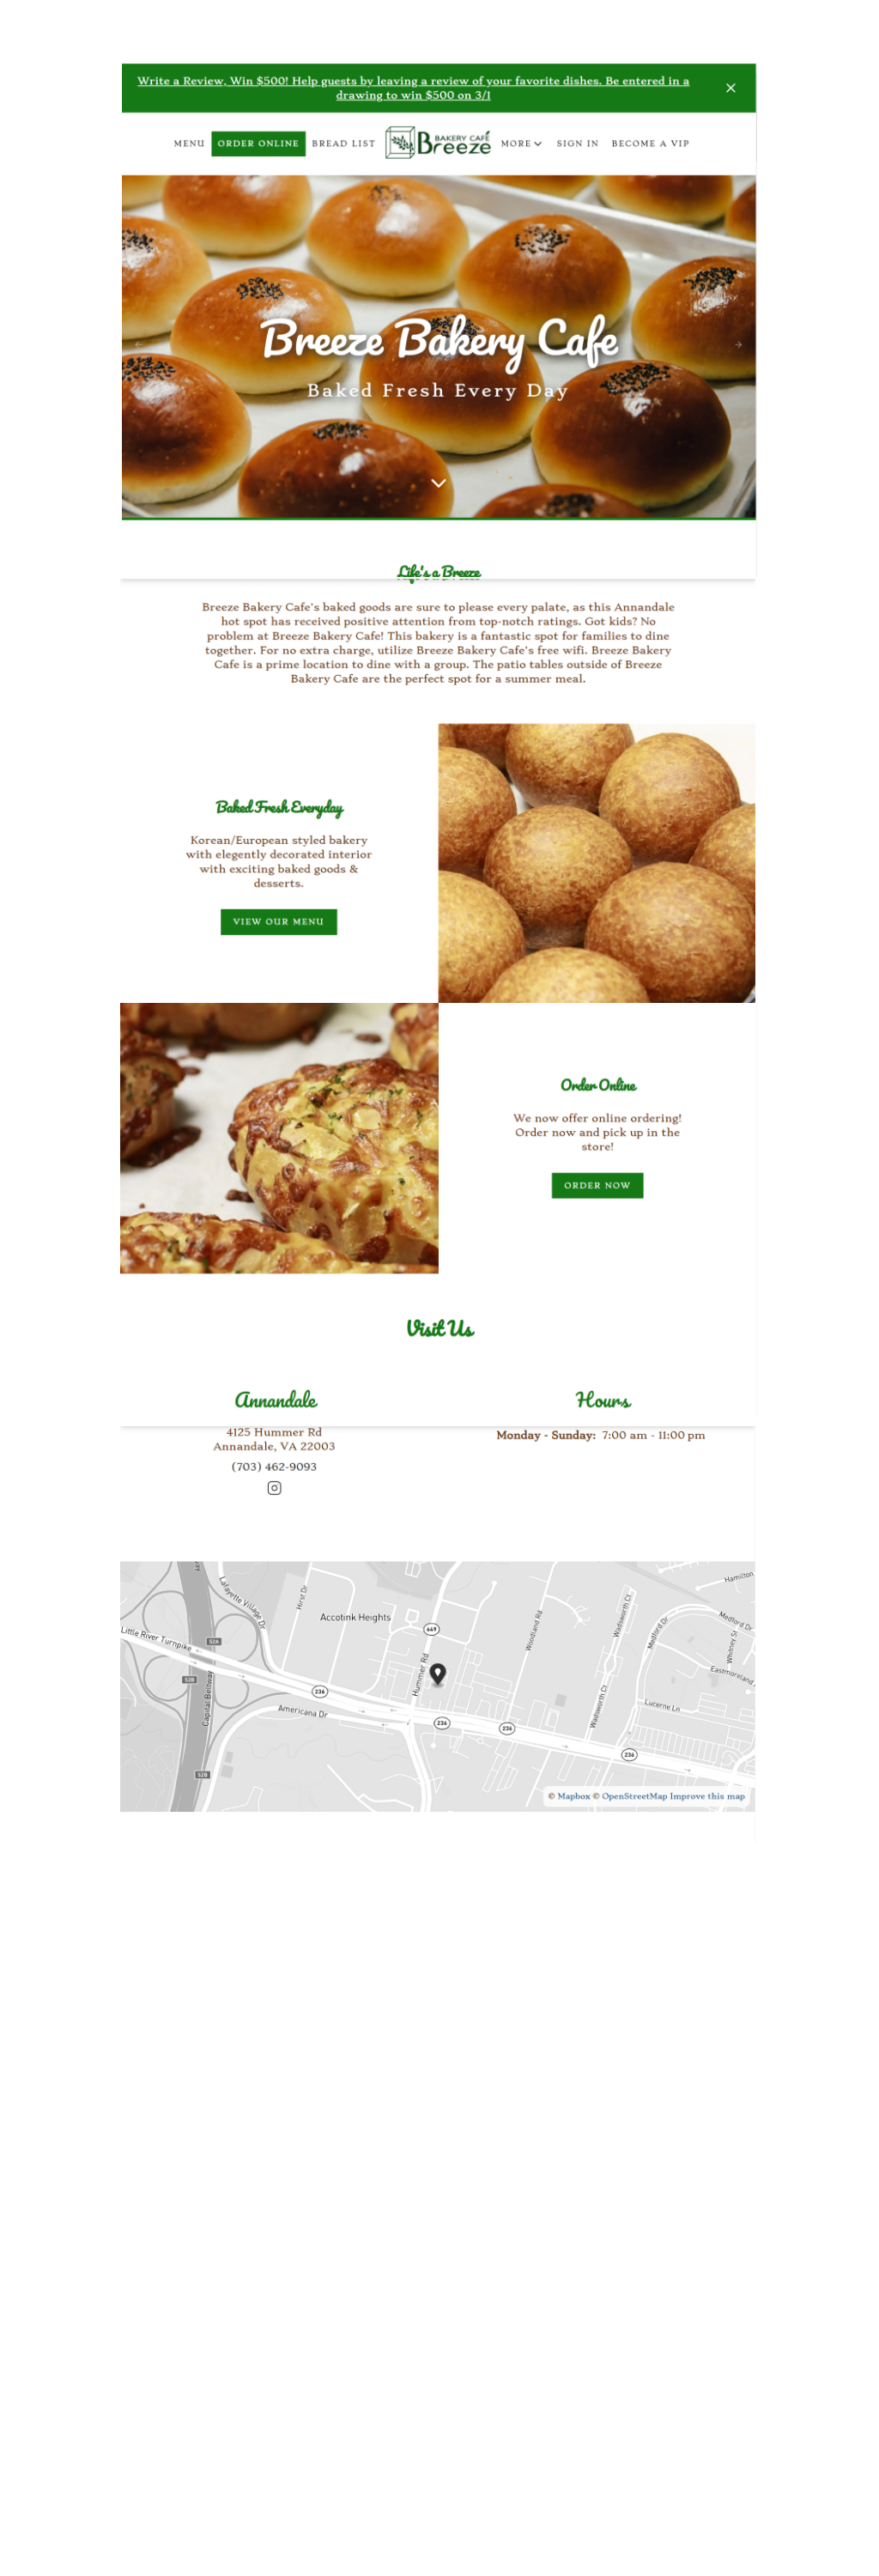 Write a Review, Win $500! Help guests by leaving a review of your favorite dishes. Be entered in a
drawing to win $500 on 3/1
MENU ORDER ONLINE BREAD LIST BAKERY CAFÉ Breeze MORE SIGN IN BECOME A VIP
Breeze Bakery Cafe
Baked Fresh Every Day
Life's a Breeze
Breeze Bakery Cafe's baked goods are sure to please every palate, as this Annandale
hot spot has received positive attention from top-notch ratings. Got kids? No
problem at Breeze Bakery Cafe! This bakery is a fantastic spot for families to dine
together. For no extra charge, utilize Breeze Bakery Cafe's free wifi. Breeze Bakery
Cafe is a prime location to dine with a group. The patio tables outside of Breeze
Bakery Cafe are the perfect spot for a summer meal.
Baked Fresh Everyday
Korean/European styled bakery
with elegently decorated interior
with exciting baked goods &
desserts.
VIEW OUR MENU
Order Online
We now offer online ordering!
Order now and pick up in the
store!
ORDER NOW
Visit Us
Annandale
4125 Hummer Rd
Annandale, VA 22003
(703) 462-9093
Hours
Monday - Sunday: 7:00 am - 11:00 pm
Lafayette Village Dr
Hirst Dr
Accotink Heights
649
Woodland Rd
Wadsworth Ct
Medford Dr
Hamilton
Medford Dr
Whitney St
Eastmoreland
Little River Turnpike
52A
52B
Capital Beltway
236
Americana Dr
Hummer Rd
236
236
Wadsworth Ct
Lucerne Ln
236
52B
© Mapbox © OpenStreetMap Improve this map